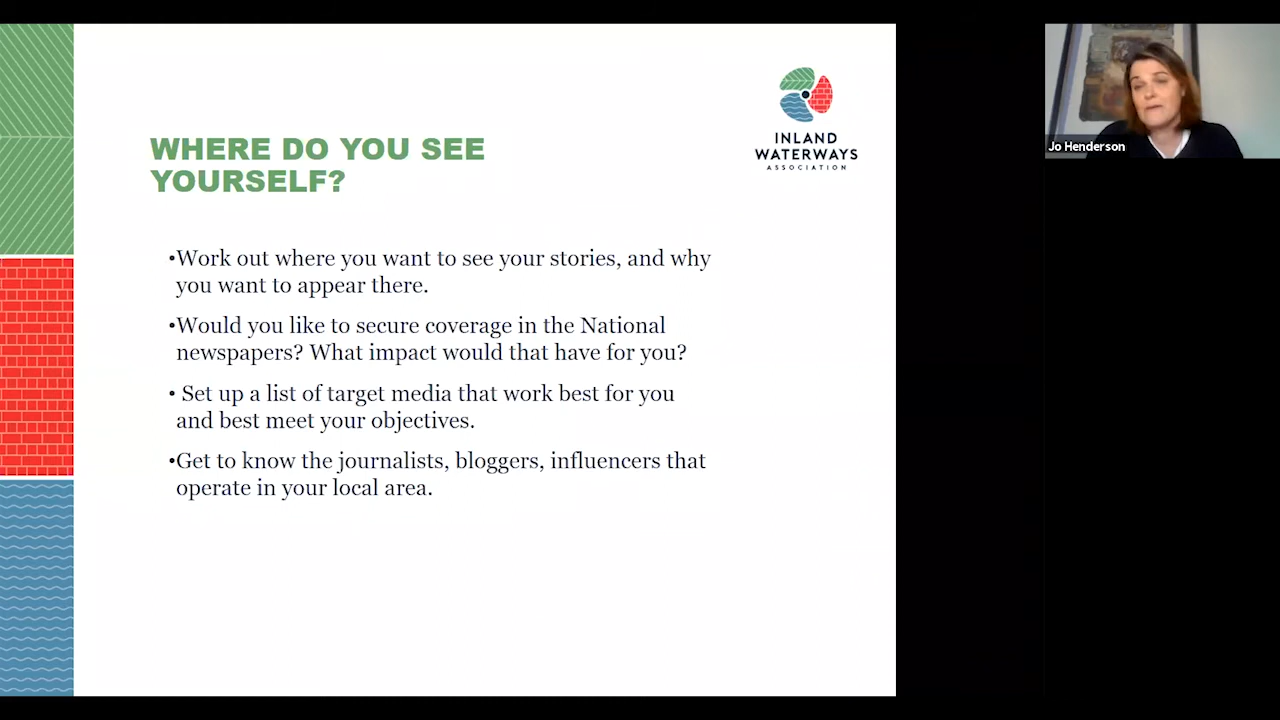 INLAND
WATERWAYS
ASSOCIATION
Jo Henderson
WHERE DO YOU SEE
YOURSELF?
•Work out where you want to see your stories, and why
you want to appear there.
•Would you like to secure coverage in the National
newspapers? What impact would that have for you?
• Set up a list of target media that work best for you
and best meet your objectives.
•Get to know the journalists, bloggers, influencers that
operate in your local area.